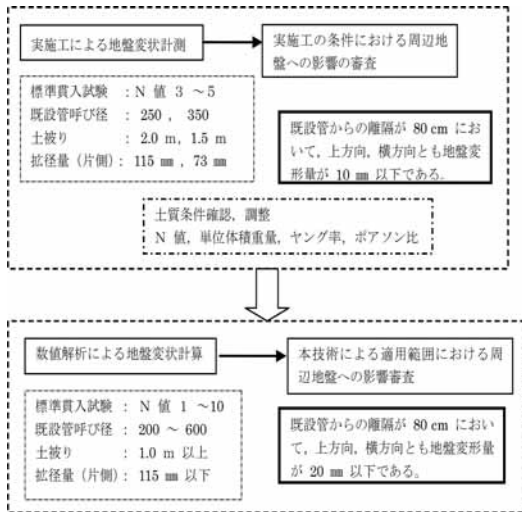 実施工による地盤変状計測
実施工の条件における周辺地
盤への影響の審査
標準貫入試験 ：N 値 3 ～5
既設管呼び径 ：250 ，350
土被り ：2.0 m，1.5 m
拡径量（片側）：115 ㎜ ，73 ㎜
既設管からの離隔が 80 cm にお
いて，上方向，横方向とも地盤変
形量が 10 ㎜ 以下である。
土質条件確認，調整
N 値，単位体積重量，ヤング率，ポアソン比
数値解析による地盤変状計算
本技術による適用範囲における周
辺地盤への影響審査
標準貫入試験 ： N 値 1 ～10
既設管呼び径 ： 200 ～ 600
土被り ： 1.0 m 以上
拡径量（片側）： 115 ㎜ 以下
既設管からの離隔が 80 cm におい
て，上方向，横方向とも地盤変形量
が 20 ㎜ 以下である。